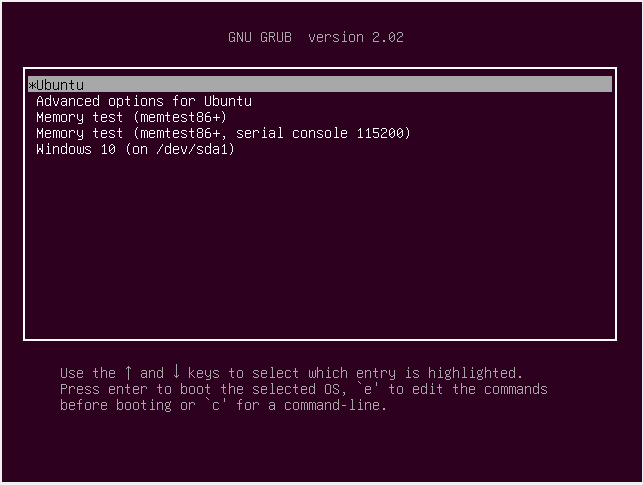 GNU GRUB  version 2.02
*Ubuntu
Advanced options for Ubuntu
Memory test (memtest86+)
Memory test (memtest86+, serial console 115200)
Windows 10 (on /dev/sda1)
Use the ↑ and ↓ keys to select which entry is highlighted.
Press enter to boot the selected OS, `e' to edit the commands
before booting or `c' for a command-line.